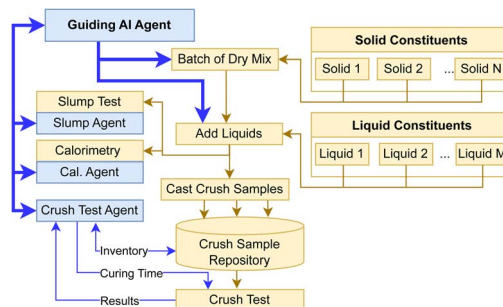 Guiding AI Agent
Solid Constituents
Batch of Dry Mix
Solid 1 Solid 2 ... Solid N
Slump Test
Slump Agent
Add Liquids
Liquid Constituents
Calorimetry
Cal. Agent
Liquid 1 Liquid 2 ... Liquid M
Cast Crush Samples
Crush Test Agent
Inventory
Crush Sample
Repository
Curing Time
Results
Crush Test